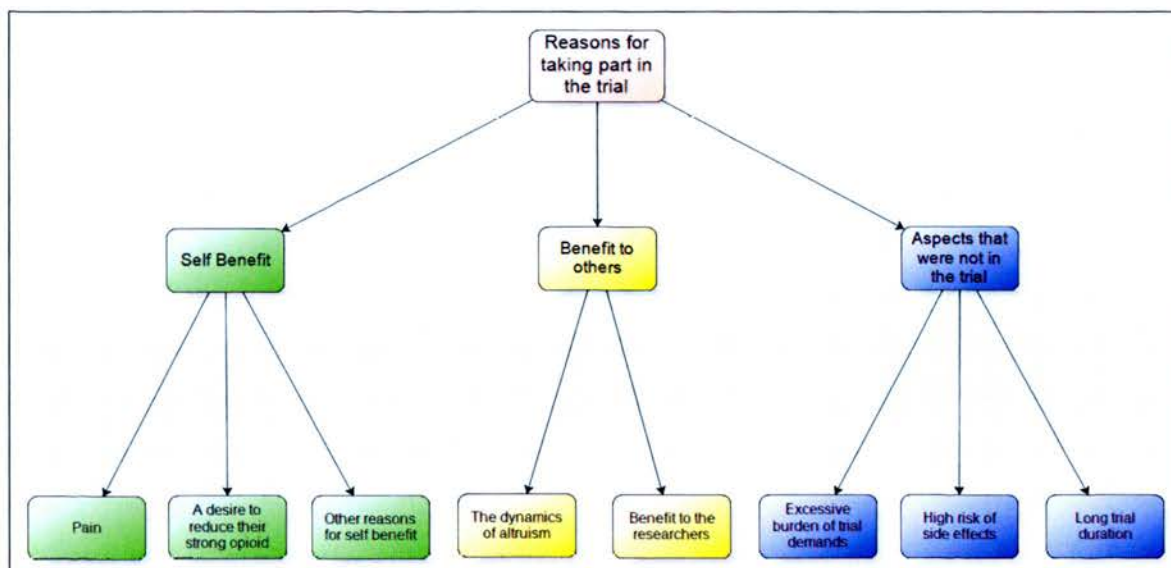 Reasons for
taking part in
the trial
Self Benefit
Benefit to
others
Aspects that
were not in
the trial
Pain
A desire to
reduce their
strong opioid
Other reasons
for self benefit
The dynamics
of altruism
Benefit to the
researchers
Excessive
burden of trial
demands
High risk of
side effects
Long trial
duration